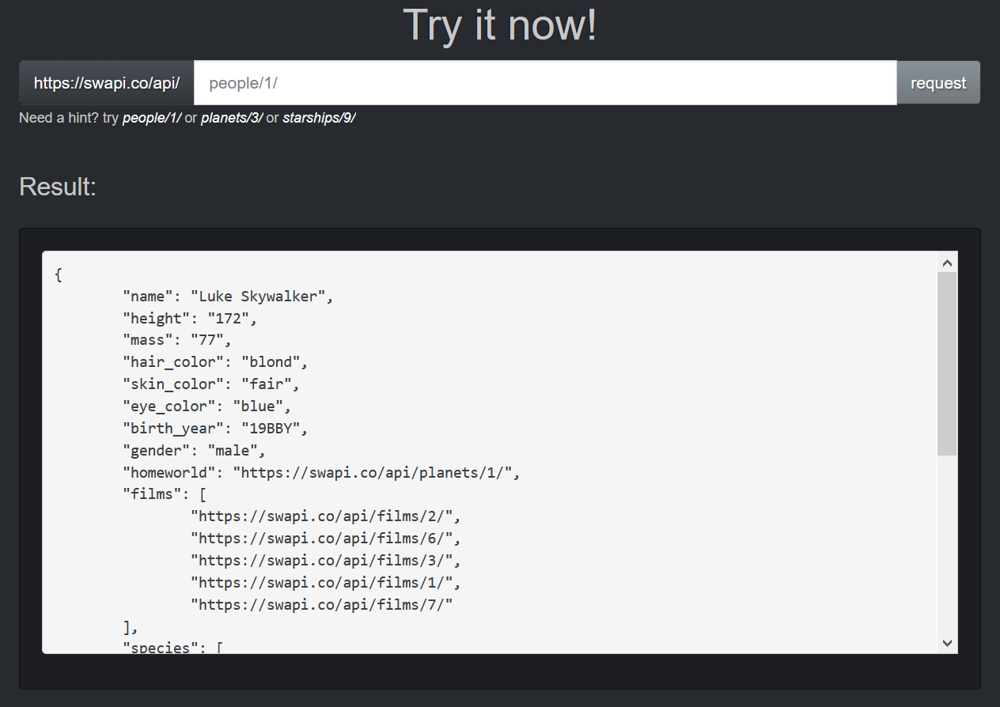 Try it now!
https://swapi.co/api/ people/1/ request
Need a hint? try people/1/ or planets/3/ or starships/9/
Result:
{
"name": "Luke Skywalker",
"height": "172",
"mass": "77",
"hair_color": "blond",
"skin_color": "fair",
"eye_color": "blue",
"birth_year": "19BBY",
"gender": "male",
"homeworld": "https://swapi.co/api/planets/1/",
"films": [
"https://swapi.co/api/films/2/",
"https://swapi.co/api/films/6/",
"https://swapi.co/api/films/3/",
"https://swapi.co/api/films/1/",
"https://swapi.co/api/films/7/"
],
"species": [